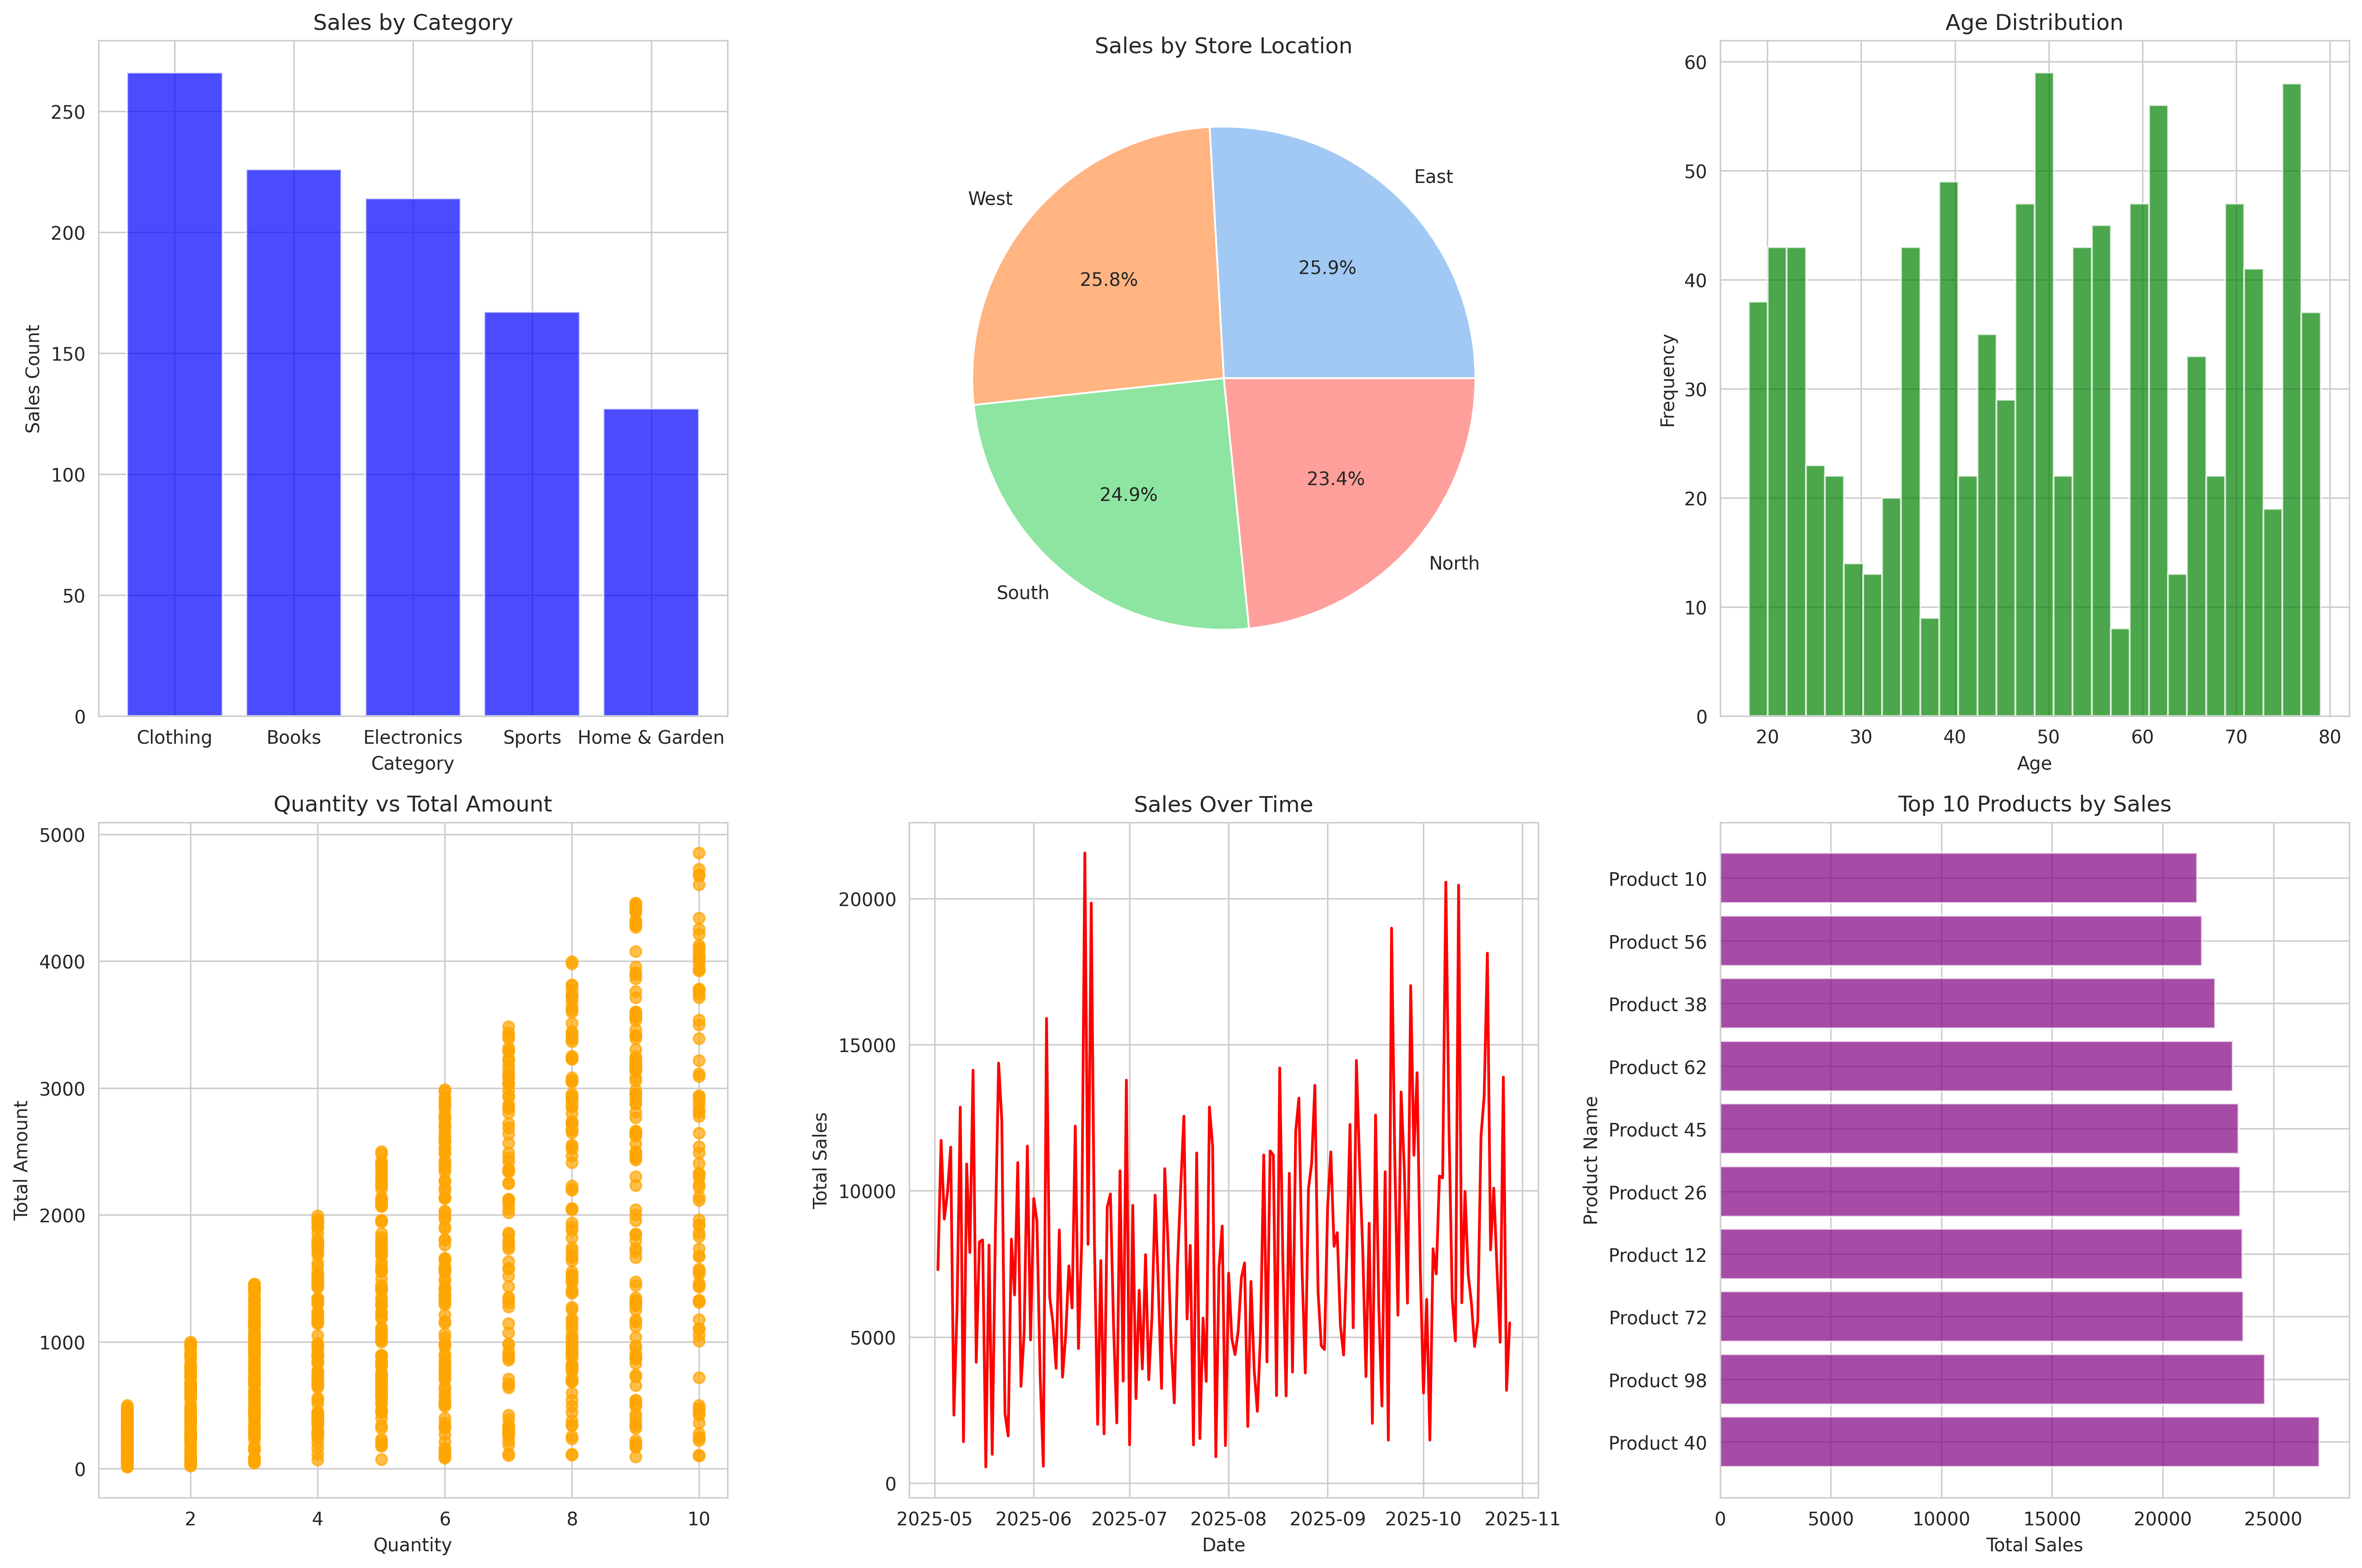 Sales by Category
Sales Count
250
200
150
100
50
0
Clothing Books Electronics Sports Home & Garden
Category
Sales by Store Location
East
West
South
North
25.9%
25.8%
24.9%
23.4%
Age Distribution
Frequency
60
50
40
30
20
10
0
20 30 40 50 60 70 80
Age
Quantity vs Total Amount
Total Amount
5000
4000
3000
2000
1000
0
2 4 6 8 10
Quantity
Sales Over Time
Total Sales
20000
15000
10000
5000
0
2025-05 2025-06 2025-07 2025-08 2025-09 2025-10 2025-11
Date
Top 10 Products by Sales
Product Name
Product 10
Product 56
Product 38
Product 62
Product 45
Product 26
Product 12
Product 72
Product 98
Product 40
0 5000 10000 15000 20000 25000
Total Sales